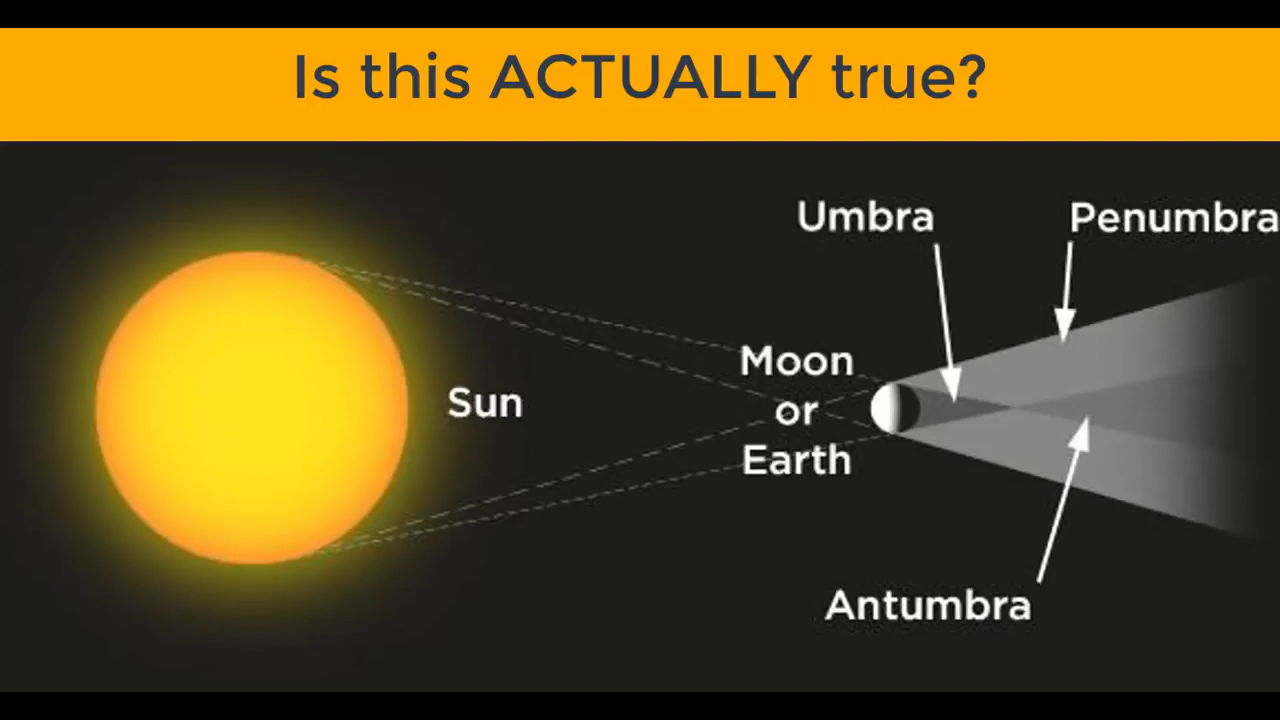 Is this ACTUALLY true?
Umbra
Penumbra
Sun
Moon
or
Earth
Antumbra